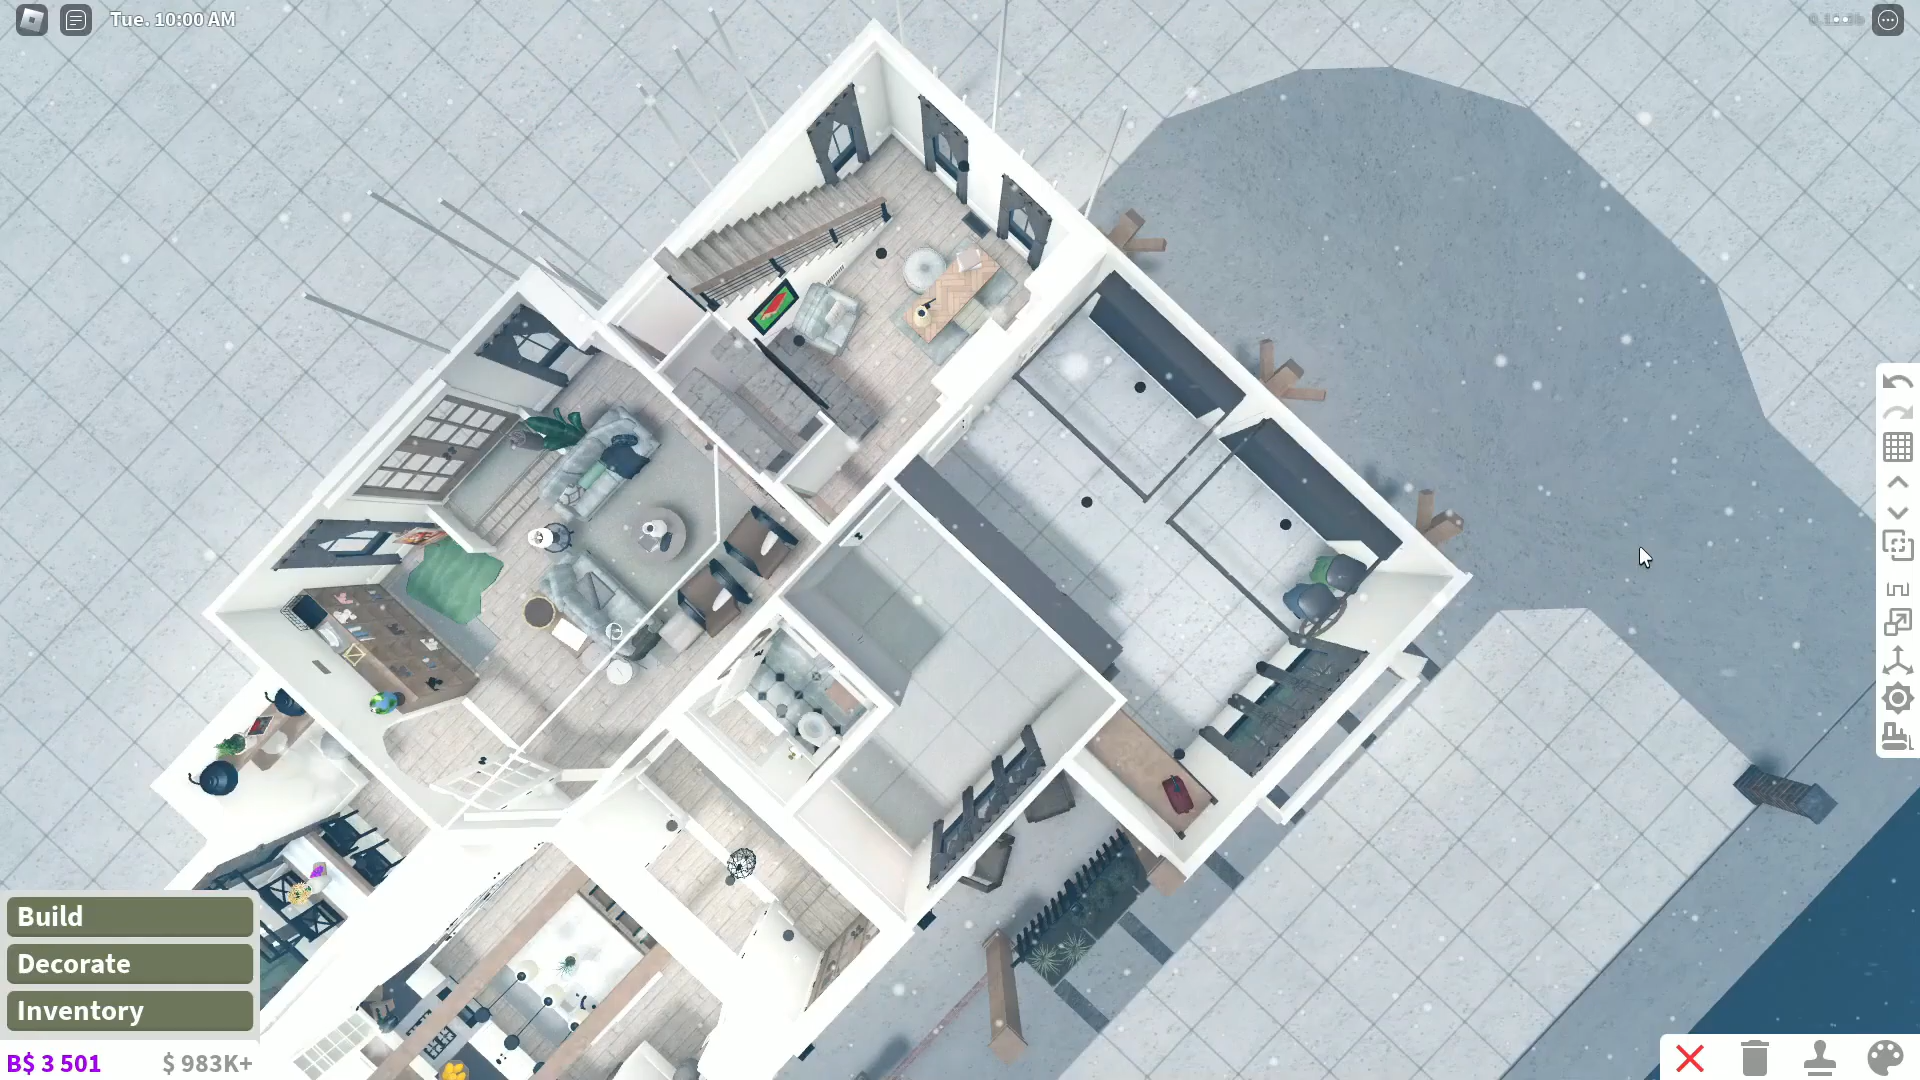 Tue. 10:00 AM
Build
Decorate
Inventory
B$ 3 501
$ 983K+